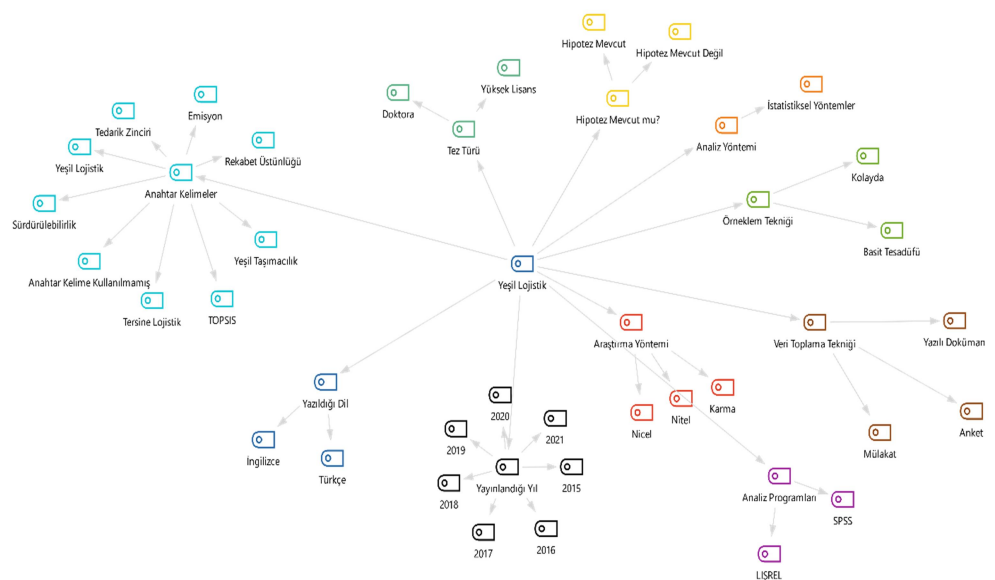 Hipotez Mevcut
Hipotez Mevcut Değil
Yüksek Lisans
Doktora
Hipotez Mevcut mu?
İstatistiksel Yöntemler
Emisyon
Tedarik Zinciri
Tez Türü
Analiz Yöntemi
Yeşil Lojistik
Rekabet Üstünlüğü
Kolayda
Anahtar Kelimeler
Sürdürülebilirlik
Örneklem Tekniği
Basit Tesadüfü
Yeşil Taşımacılık
Anahtar Kelime Kullanılmamış
Yeşil Lojistik
Tersine Lojistik
TOPSIS
Araştırma Yöntemi
Veri Toplama Tekniği
Yazılı Doküman
Yazıldığı Dil
Karma
Nitel
Nicel
2020
2021
2019
Anket
Mülakat
İngilizce
Türkçe
Yayınlandığı Yıl
2015
2018
2017
2016
Analiz Programları
SPSS
LISREL